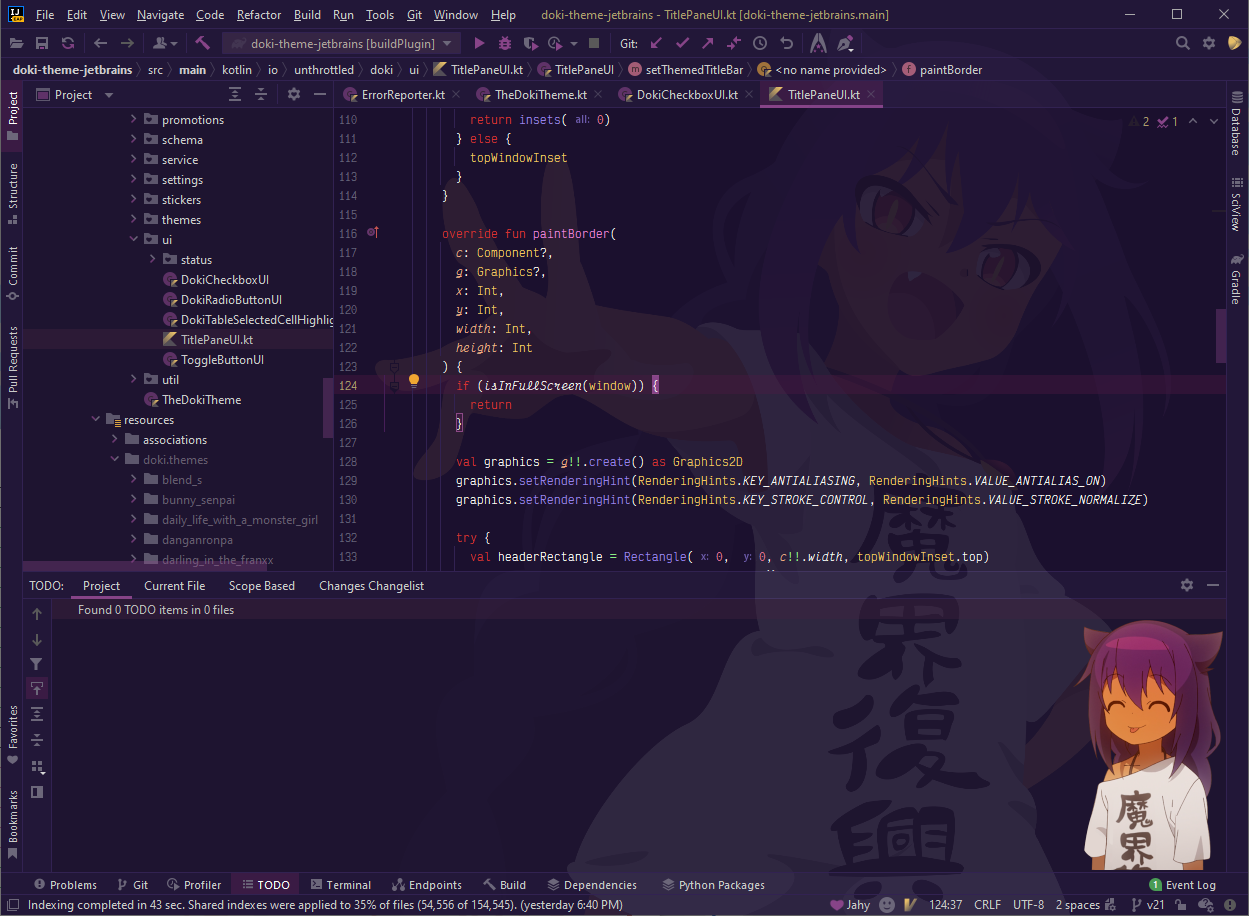 IJ EAP File Edit View Navigate Code Refactor Build Run Tools Git Window Help doki-theme-jetbrains - TitlePaneUI.kt [doki-theme-jetbrains.main]
doki-theme-jetbrains [buildPlugin] Git:
doki-theme-jetbrains src main kotlin io unthrottled doki ui TitlePaneUI.kt TitlePaneUI setThemedTitleBar <no name provided> paintBorder
Project
ErrorReporter.kt TheDokiTheme.kt DokiCheckboxUI.kt TitlePaneUI.kt
promotions
schema
service
settings
stickers
themes
ui
status
DokiCheckboxUI
DokiRadioButtonUI
DokiTableSelectedCellHighlig
TitlePaneUI.kt
ToggleButtonUI
util
TheDokiTheme
resources
associations
doki.themes
blend_s
bunny_senpai
daily_life_with_a_monster_girl
danganronpa
darling_in_the_franxx
2 1
110 return insets( all: 0)
111 } else {
112 topWindowInset
113 }
114 }
115
116 override fun paintBorder(
117 c: Component?,
118 g: Graphics?,
119 x: Int,
120 y: Int,
121 width: Int,
122 height: Int
123 ) {
124 if (isInFullScreen(window)) {
125 return
126 }
127
128 val graphics = g!!.create() as Graphics2D
129 graphics.setRenderingHint(RenderingHints.KEY_ANTIALIASING, RenderingHints.VALUE_ANTIALIAS_ON)
130 graphics.setRenderingHint(RenderingHints.KEY_STROKE_CONTROL, RenderingHints.VALUE_STROKE_NORMALIZE)
131
132 try {
133 val headerRectangle = Rectangle( x: 0, y: 0, c!!.width, topWindowInset.top)
Project
Structure
Commit
Pull Requests
Favorites
Bookmarks
Database
SciView
Gradle
魔界復興
TODO: Project Current File Scope Based Changes Changelist
Found 0 TODO items in 0 files
魔界
Problems Git Profiler TODO Terminal Endpoints Build Dependencies Python Packages 1 Event Log
Indexing completed in 43 sec. Shared indexes were applied to 35% of files (54,556 of 154,545). (yesterday 6:40 PM) Jahy 124:37 CRLF UTF-8 2 spaces v21